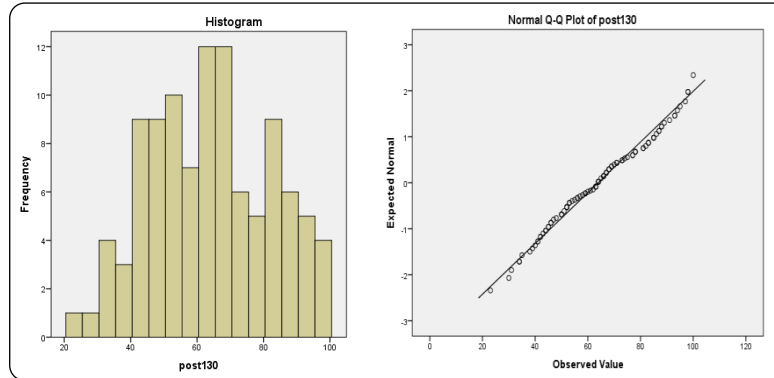 Histogram
12
10
8
6
4
2
0
Frequency
20 40 60 80 100
post130
Normal Q-Q Plot of post130
3
2
1
0
-1
-2
-3
Expected Normal
0 20 40 60 80 100 120
Observed Value